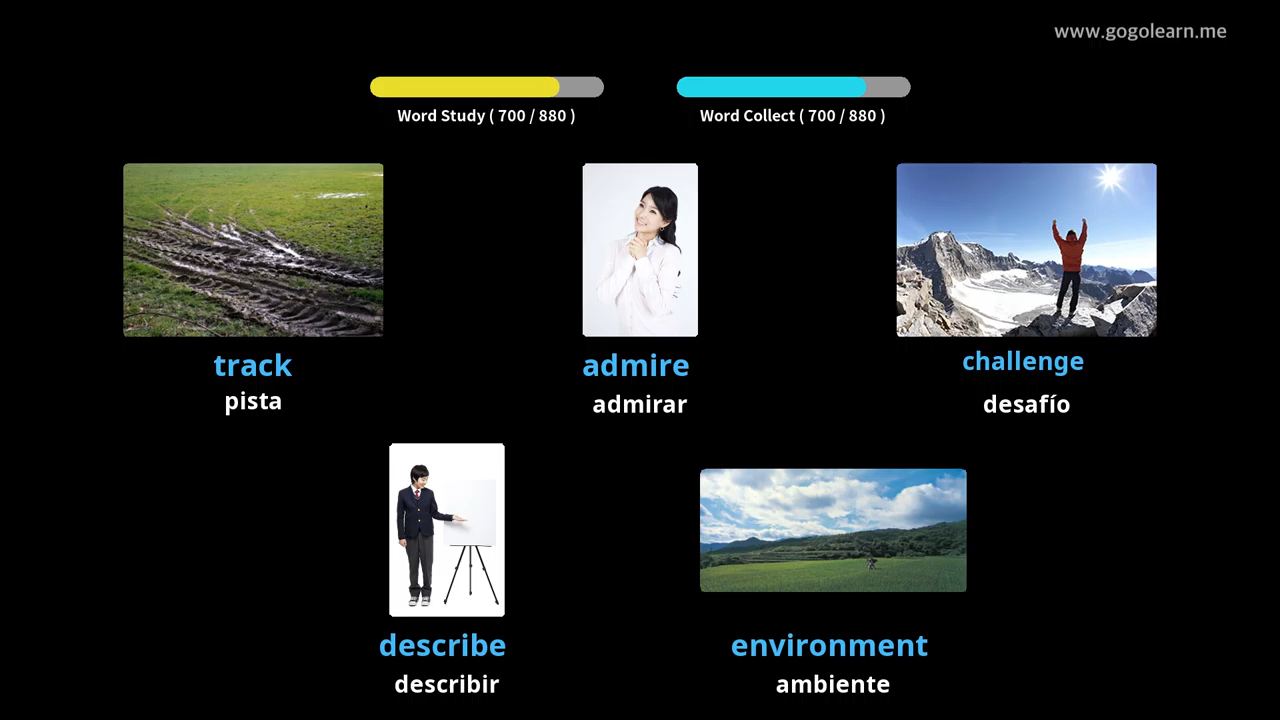 www.gogolearn.me
Word Study ( 700 / 880 )
Word Collect ( 700 / 880 )
track
pista
admire
admirar
challenge
desafío
describe
describir
environment
ambiente